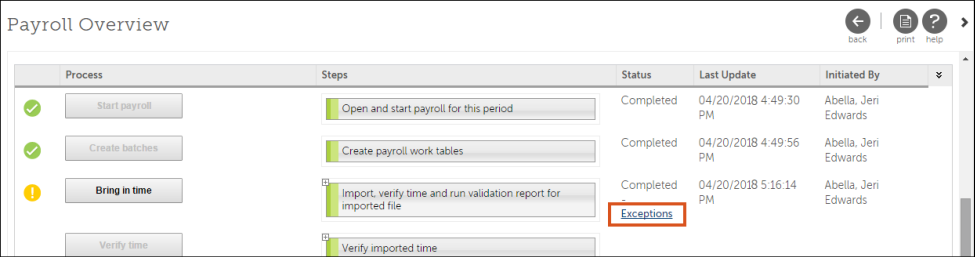 Payroll Overview
back
print
help
Process
Steps
Status
Last Update
Initiated By
Start payroll
Open and start payroll for this period
Completed
04/20/2018 4:49:30
PM
Abella, Jeri
Edwards
Create batches
Create payroll work tables
Completed
04/20/2018 4:49:56
PM
Abella, Jeri
Edwards
Bring in time
Import, verify time and run validation report for
imported file
Completed
-
Exceptions
04/20/2018 5:16:14
PM
Abella, Jeri
Edwards
Verify time
Verify imported time